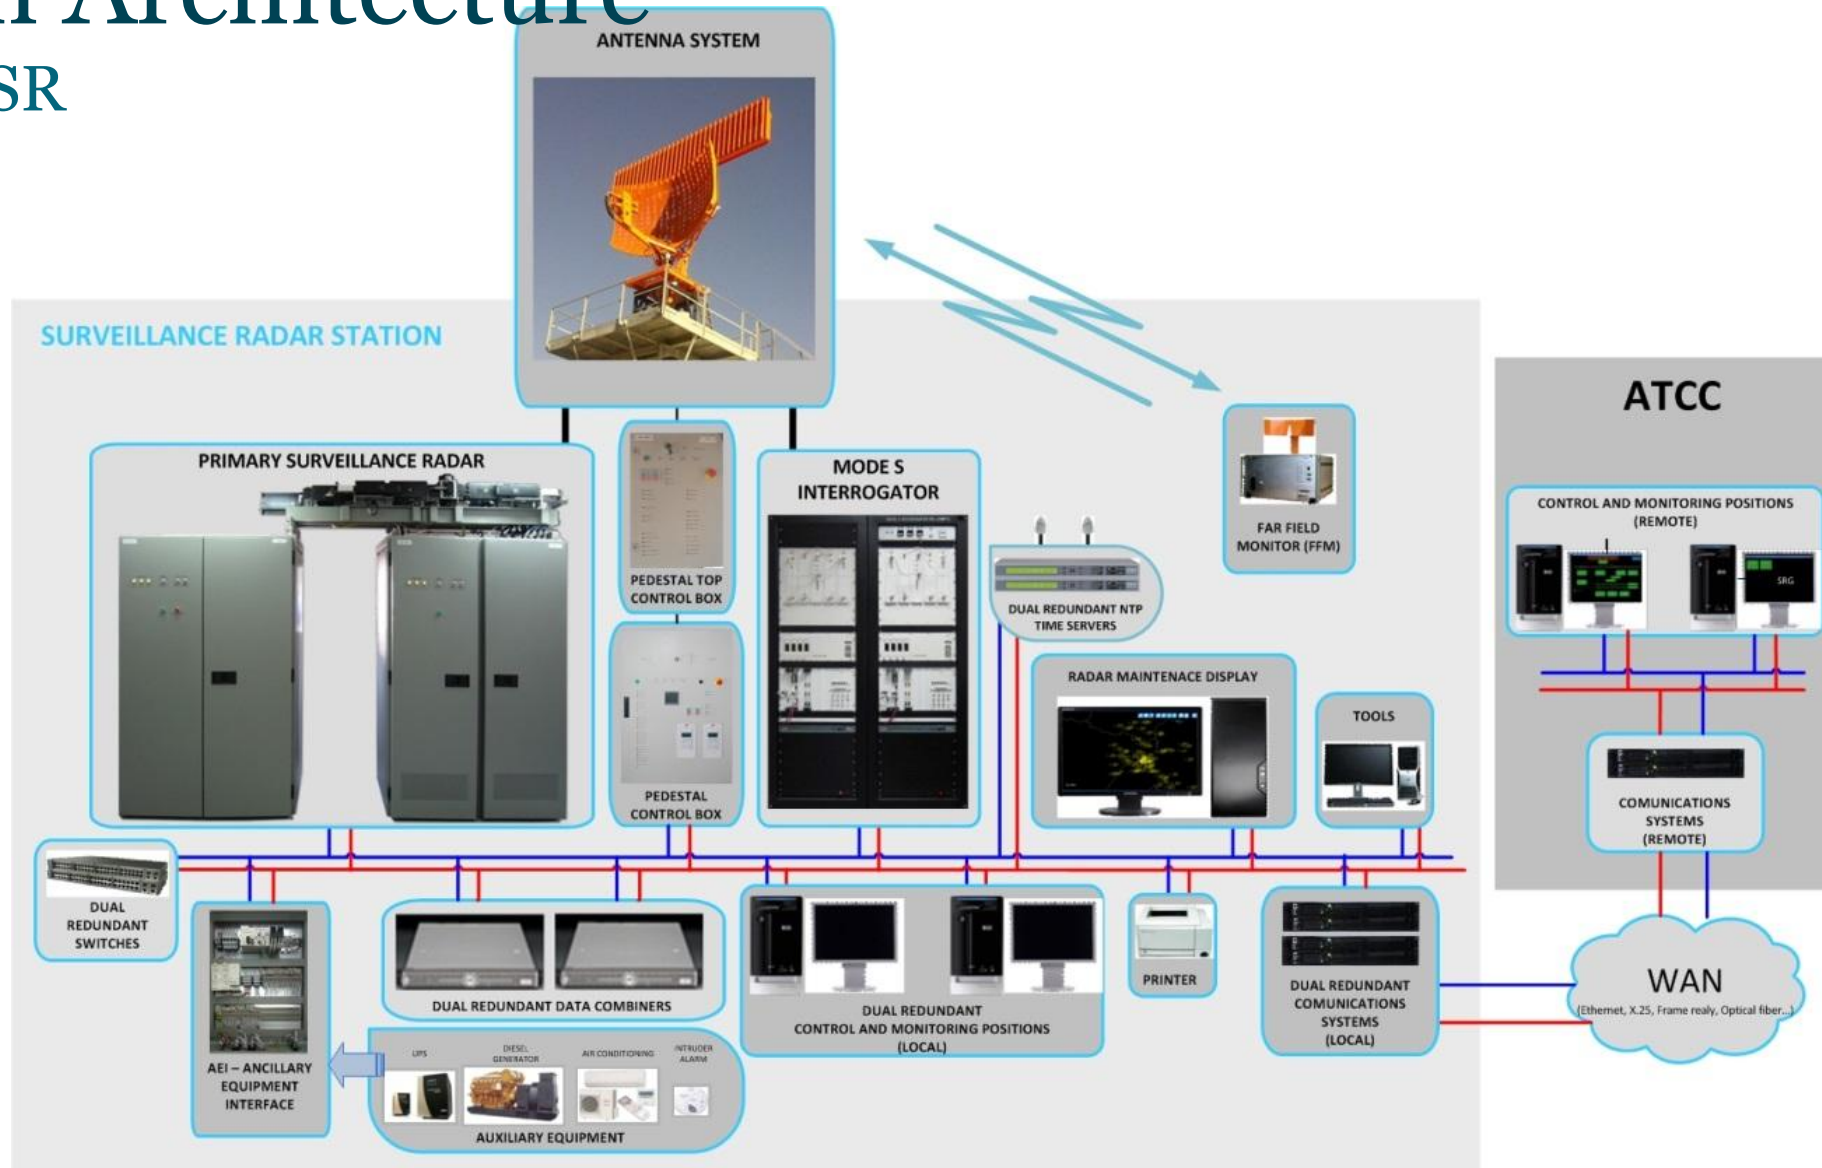 Architecture
SR
ANTENNA SYSTEM
SURVEILLANCE RADAR STATION
ATCC
PRIMARY SURVEILLANCE RADAR
MODE S
INTERROGATOR
CONTROL AND MONITORING POSITIONS
(REMOTE)
FAR FIELD
MONITOR (FFM)
SRG
PEDESTAL TOP
CONTROL BOX
DUAL REDUNDANT NTP
TIME SERVERS
RADAR MAINTENACE DISPLAY
TOOLS
PEDESTAL
CONTROL BOX
COMUNICATIONS
SYSTEMS
(REMOTE)
DUAL
REDUNDANT
SWITCHES
DUAL REDUNDANT DATA COMBINERS
DUAL REDUNDANT
CONTROL AND MONITORING POSITIONS
(LOCAL)
PRINTER
DUAL REDUNDANT
COMUNICATIONS
SYSTEMS
(LOCAL)
WAN
(Ethernet, X.25, Frame realy, Optical fiber...)
AEI – ANCILLARY
EQUIPMENT
INTERFACE
UPS
DIESEL
GENERATOR
AIR CONDITIONING
INTRUDER
ALARM
AUXILIARY EQUIPMENT